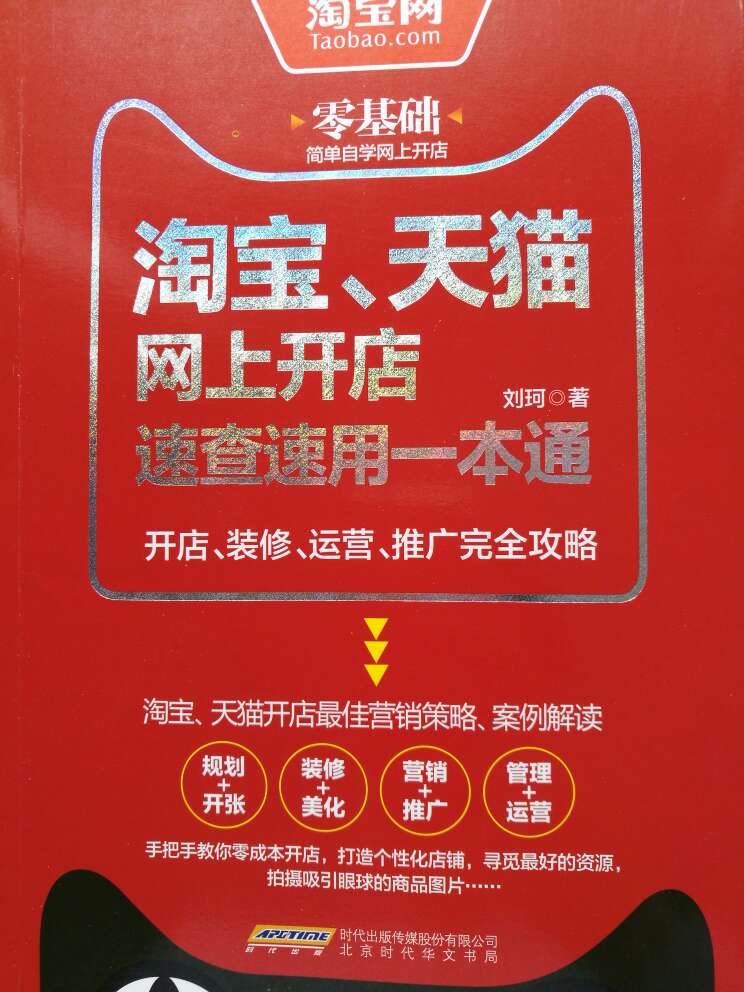 淘宝网
Taobao.com
零基础
简单自学网上开店
淘宝、天猫
网上开店
刘珂◎著
速查速用一本通
开店、装修、运营、推广完全攻略
淘宝、天猫开店最佳营销策略、案例解读
规划
+
开张
装修
+
美化
营销
+
推广
管理
+
运营
手把手教你零成本开店，打造个性化店铺，寻觅最好的资源，
拍摄吸引眼球的商品图片……
APGTIME
时代出版
时代出版传媒股份有限公司
北京时代华文书局